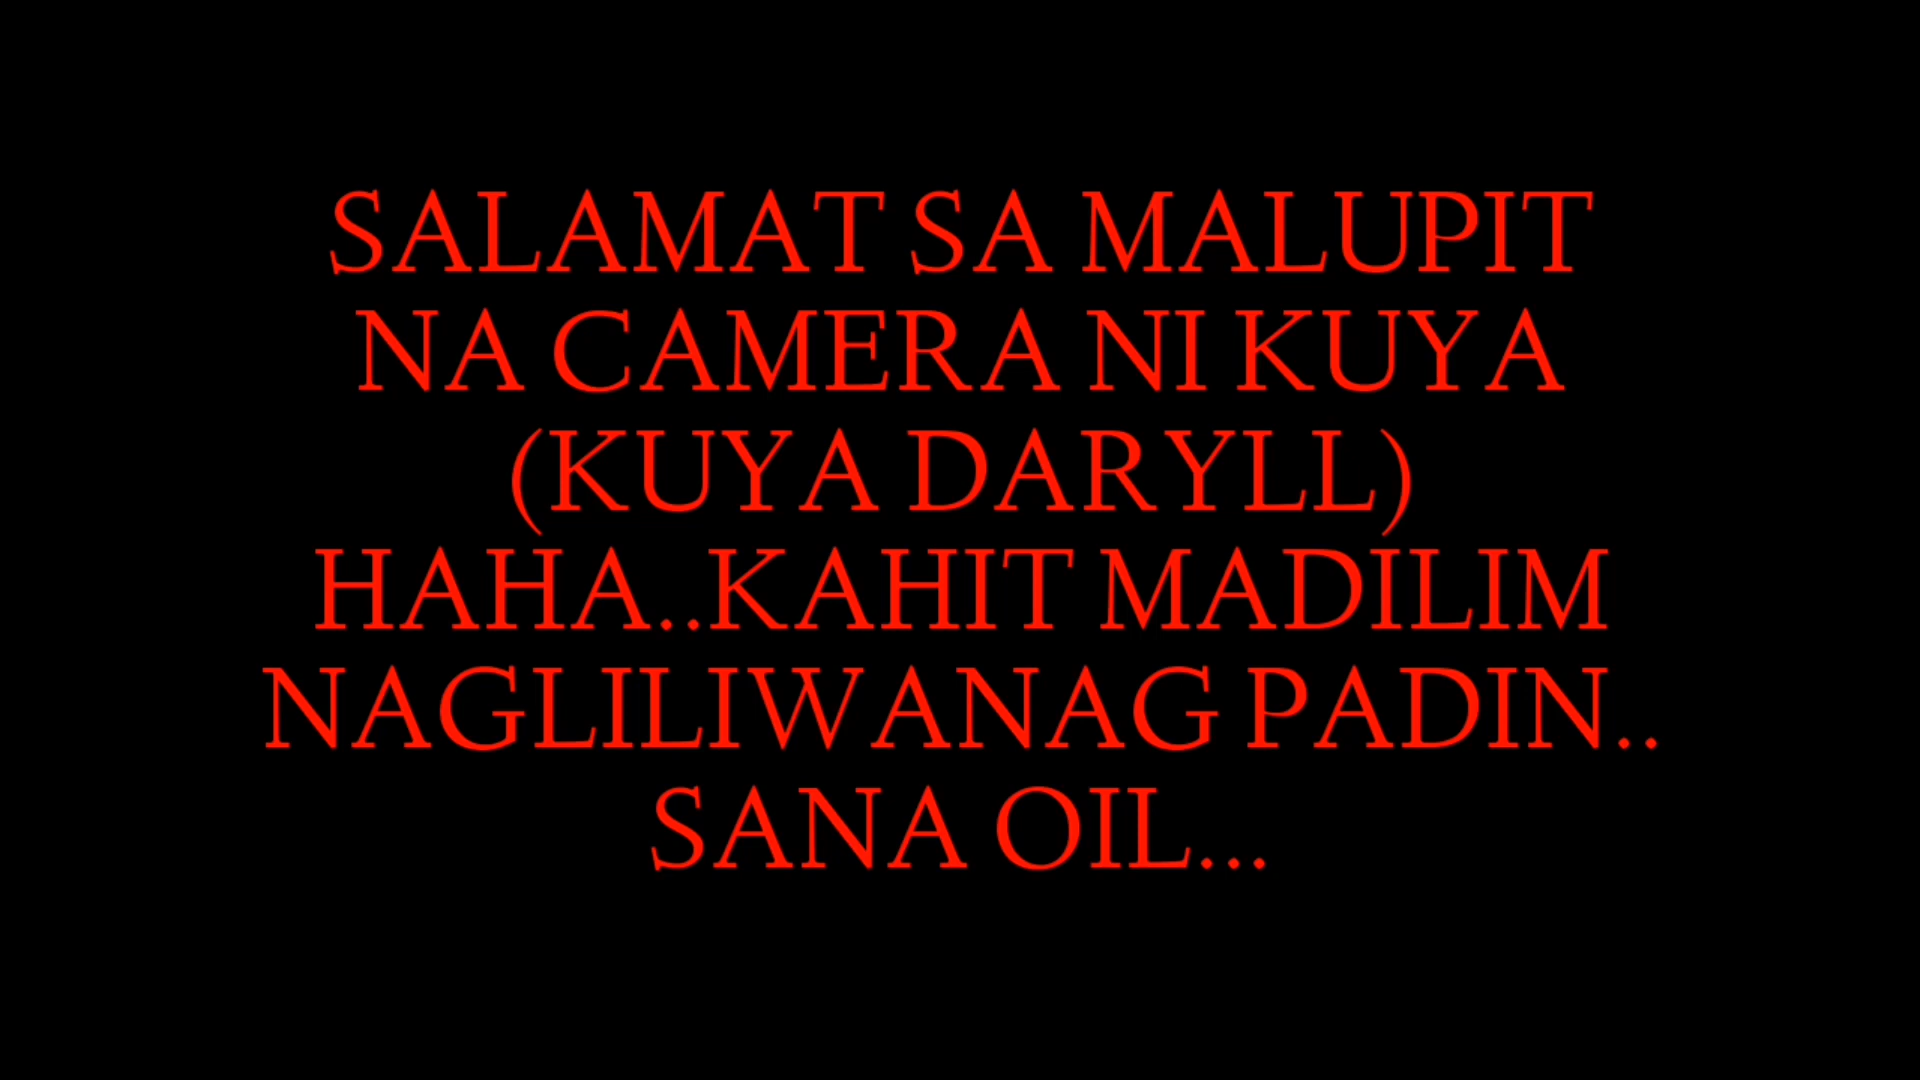 SALAMAT SA MALUPIT
NA CAMERA NI KUYA
(KUYA DARYLL)
HAHA..KAHIT MADILIM
NAGLILIWANAG PADIN..
SANA OIL...